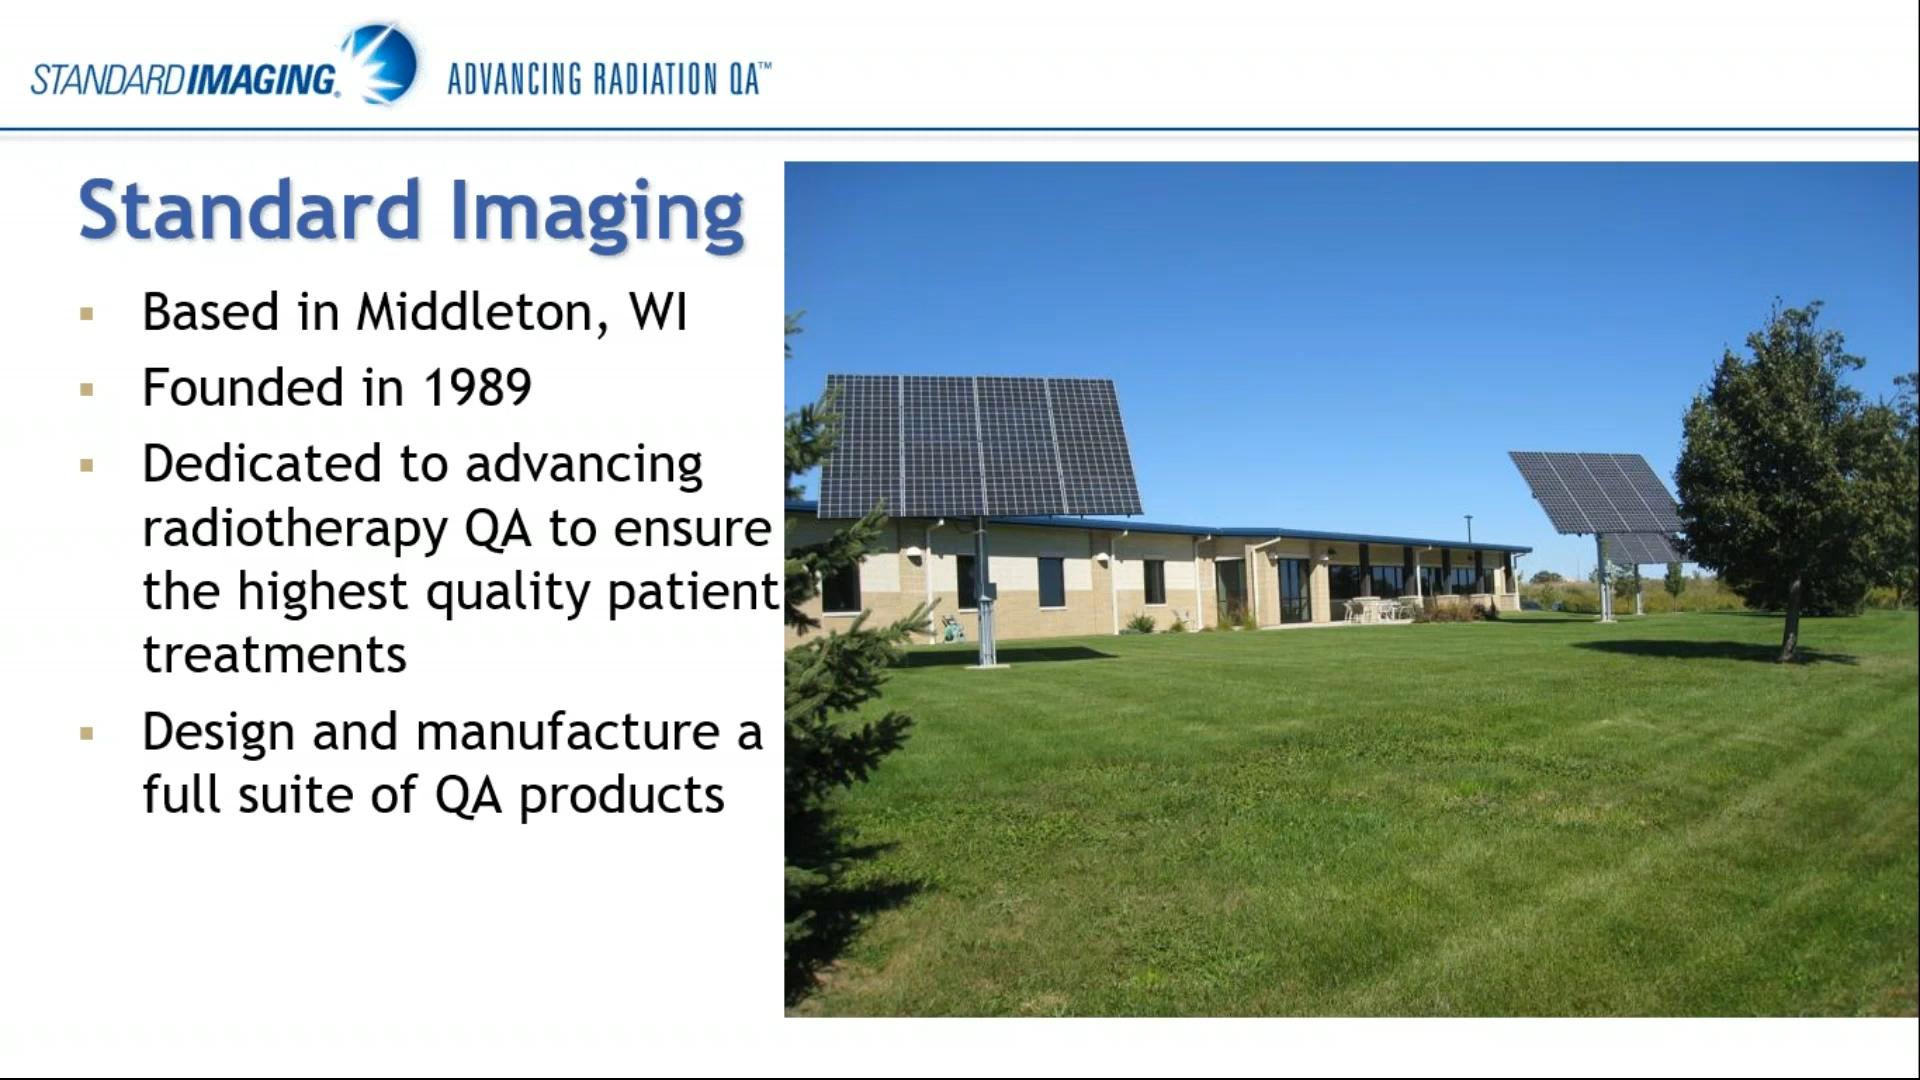 STANDARD IMAGING® ADVANCING RADIATION QA™
Standard Imaging
▪ Based in Middleton, WI
▪ Founded in 1989
▪ Dedicated to advancing
radiotherapy QA to ensure
the highest quality patient
treatments
▪ Design and manufacture a
full suite of QA products